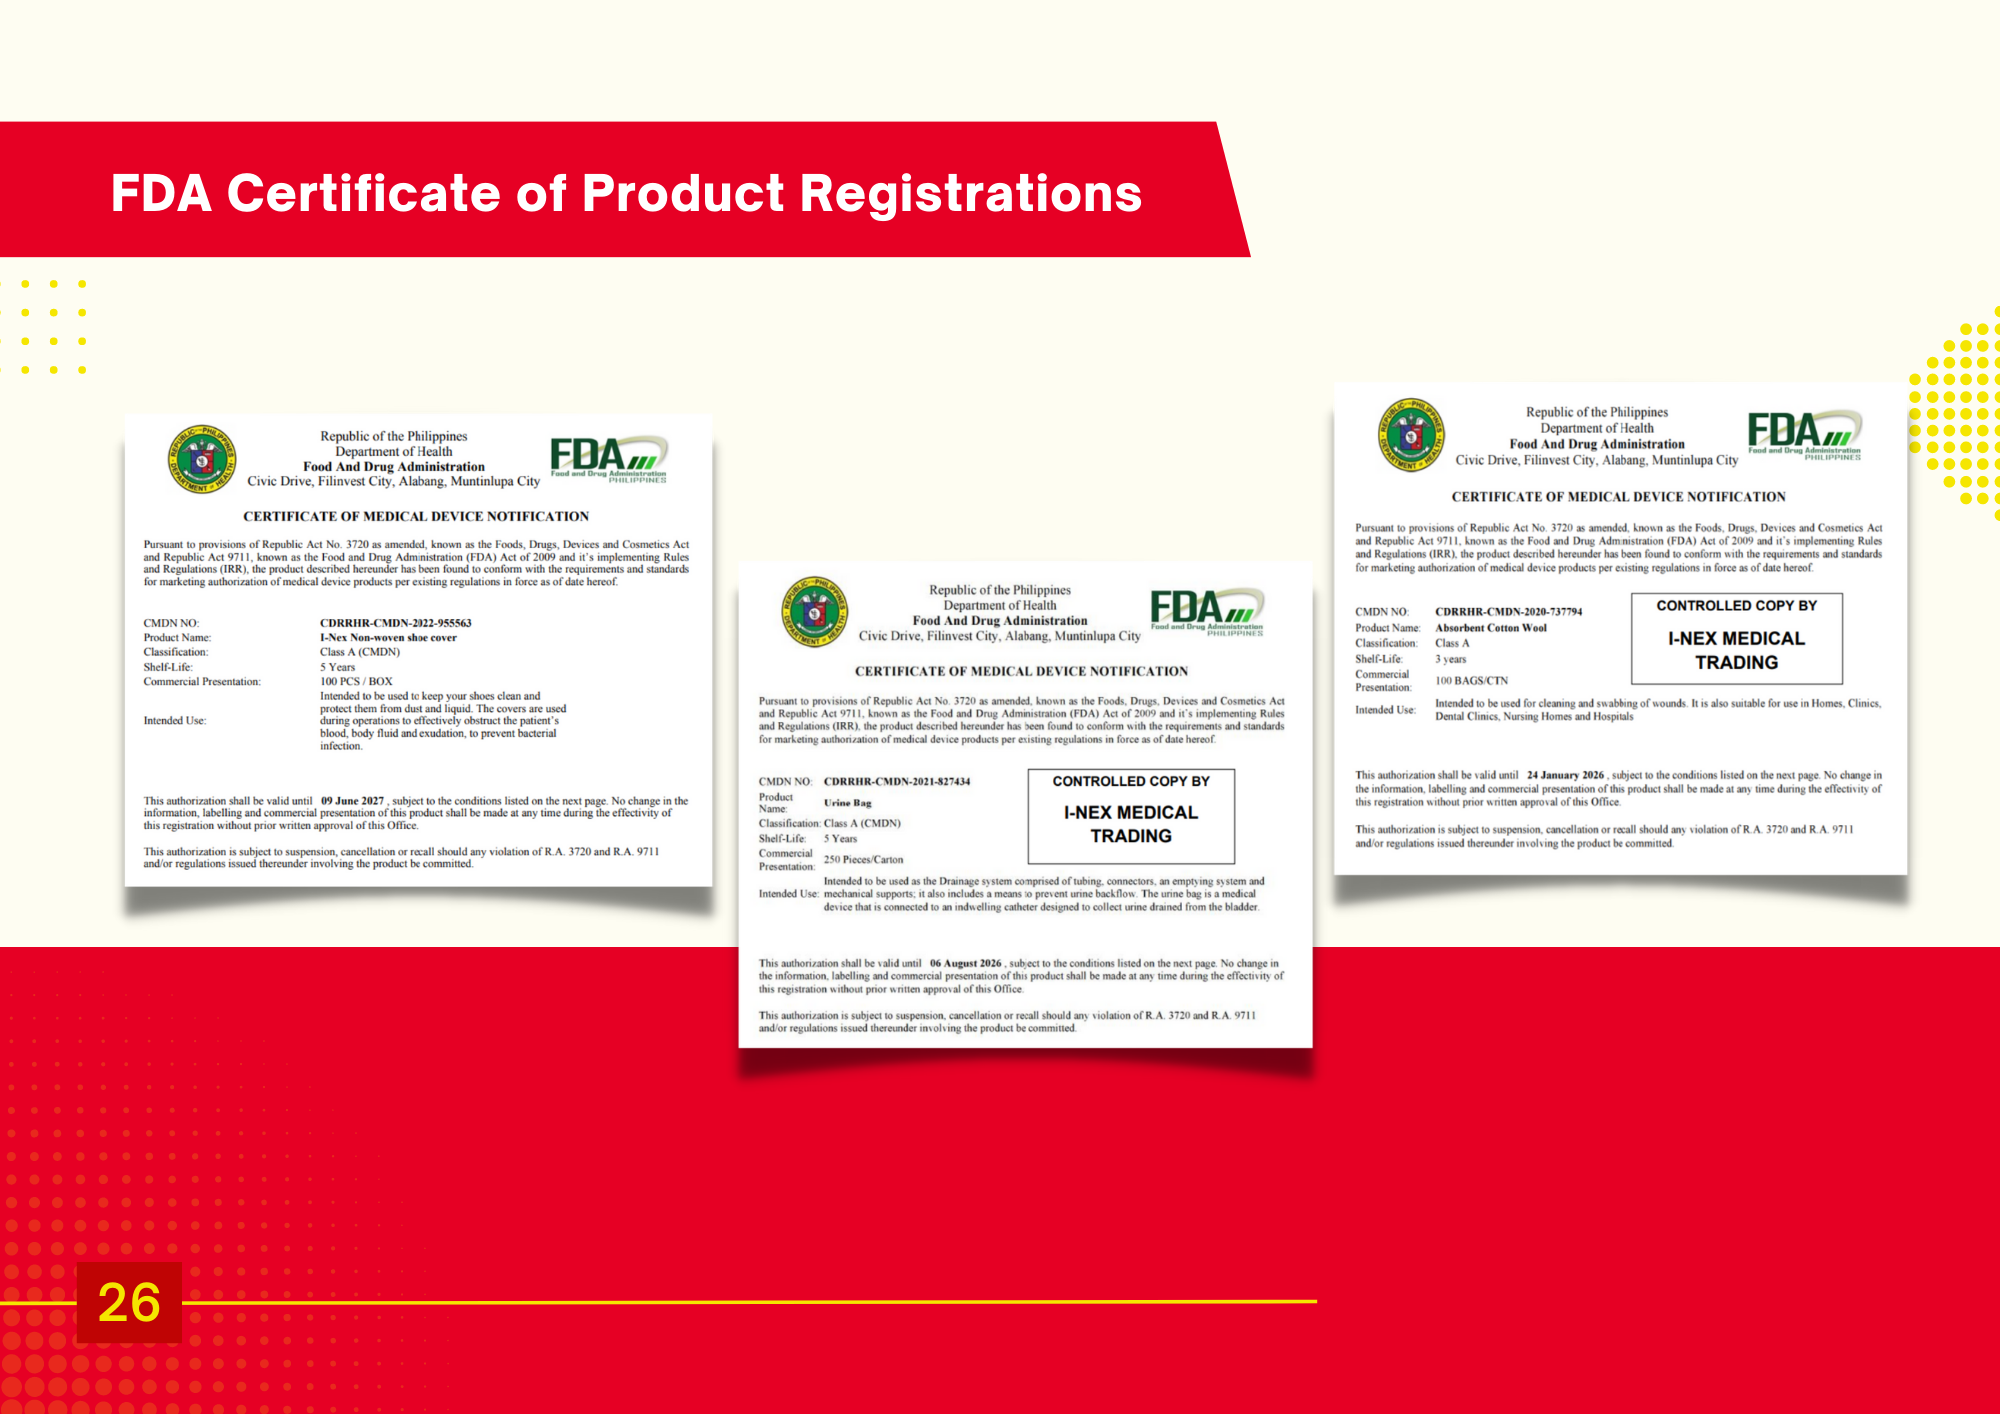 FDA Certificate of Product Registrations
Republic of the Philippines
Department of Health
Food And Drug Administration
Civic Drive, Filinvest City, Alabang, Muntinlupa City
FDA
Food and Drug Administration
PHILIPPINES
CERTIFICATE OF MEDICAL DEVICE NOTIFICATION
Pursuant to provisions of Republic Act No. 3720 as amended, known as the Foods, Drugs, Devices and Cosmetics Act
and Republic Act 9711, known as the Food and Drug Administration (FDA) Act of 2009 and it's implementing Rules
and Regulations (IRR), the product described hereunder has been found to conform with the requirements and standards
for marketing authorization of medical device products per existing regulations in force as of date hereof.
CMDN NO: CDRRHR-CMDN-2022-955563
Product Name: I-Nex Non-woven shoe cover
Classification: Class A (CMDN)
Shelf-Life: 5 Years
Commercial Presentation: 100 PCS / BOX
Intended to be used to keep your shoes clean and
protect them from dust and liquid. The covers are used
Intended Use: during operations to effectively obstruct the patient's
blood, body fluid and exudation, to prevent bacterial
infection.
This authorization shall be valid until 09 June 2027 , subject to the conditions listed on the next page. No change in the
information, labelling and commercial presentation of this product shall be made at any time during the effectivity of
this registration without prior written approval of this Office.
This authorization is subject to suspension, cancellation or recall should any violation of R.A. 3720 and R.A. 9711
and/or regulations issued thereunder involving the product be committed.
Republic of the Philippines
Department of Health
Food And Drug Administration
Civic Drive, Filinvest City, Alabang, Muntinlupa City
FDA
Food and Drug Administration
PHILIPPINES
CERTIFICATE OF MEDICAL DEVICE NOTIFICATION
Pursuant to provisions of Republic Act No. 3720 as amended, known as the Foods, Drugs, Devices and Cosmetics Act
and Republic Act 9711, known as the Food and Drug Administration (FDA) Act of 2009 and it's implementing Rules
and Regulations (IRR), the product described hereunder has been found to conform with the requirements and standards
for marketing authorization of medical device products per existing regulations in force as of date hereof.
CMDN NO: CDRRHR-CMDN-2021-827434
Product
Name: Urine Bag
Classification: Class A (CMDN)
Shelf-Life: 5 Years
Commercial
Presentation: 250 Pieces/Carton
CONTROLLED COPY BY
I-NEX MEDICAL
TRADING
Intended to be used as the Drainage system comprised of tubing, connectors, an emptying system and
Intended Use: mechanical supports; it also includes a means to prevent urine backflow. The urine bag is a medical
device that is connected to an indwelling catheter designed to collect urine drained from the bladder.
This authorization shall be valid until 06 August 2026 , subject to the conditions listed on the next page. No change in
the information, labelling and commercial presentation of this product shall be made at any time during the effectivity of
this registration without prior written approval of this Office.
This authorization is subject to suspension, cancellation or recall should any violation of R.A. 3720 and R.A. 9711
and/or regulations issued thereunder involving the product be committed.
Republic of the Philippines
Department of Health
Food And Drug Administration
Civic Drive, Filinvest City, Alabang, Muntinlupa City
FDA
Food and Drug Administration
PHILIPPINES
CERTIFICATE OF MEDICAL DEVICE NOTIFICATION
Pursuant to provisions of Republic Act No. 3720 as amended, known as the Foods, Drugs, Devices and Cosmetics Act
and Republic Act 9711, known as the Food and Drug Administration (FDA) Act of 2009 and it's implementing Rules
and Regulations (IRR), the product described hereunder has been found to conform with the requirements and standards
for marketing authorization of medical device products per existing regulations in force as of date hereof.
CMDN NO: CDRRHR-CMDN-2020-737794
Product Name: Absorbent Cotton Wool
Classification: Class A
Shelf-Life: 3 years
Commercial
Presentation: 100 BAGS/CTN
CONTROLLED COPY BY
I-NEX MEDICAL
TRADING
Intended Use: Intended to be used for cleaning and swabbing of wounds. It is also suitable for use in Homes, Clinics,
Dental Clinics, Nursing Homes and Hospitals
This authorization shall be valid until 24 January 2026 , subject to the conditions listed on the next page. No change in
the information, labelling and commercial presentation of this product shall be made at any time during the effectivity of
this registration without prior written approval of this Office.
This authorization is subject to suspension, cancellation or recall should any violation of R.A. 3720 and R.A. 9711
and/or regulations issued thereunder involving the product be committed.
26